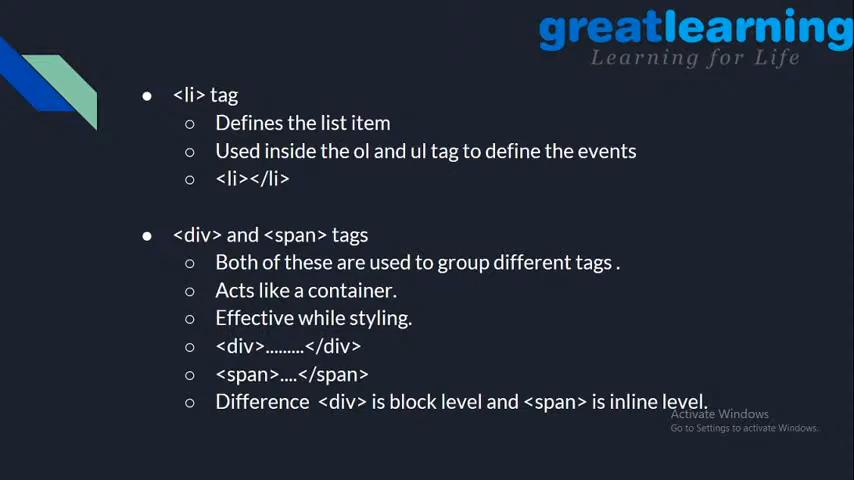 greatlearning
Learning for Life
● <li> tag
○ Defines the list item
○ Used inside the ol and ul tag to define the events
○ <li></li>
● <div> and <span> tags
○ Both of these are used to group different tags .
○ Acts like a container.
○ Effective while styling.
○ <div>.........</div>
○ <span>....</span>
○ Difference  <div> is block level and <span> is inline level.
Activate Windows
Go to Settings to activate Windows.